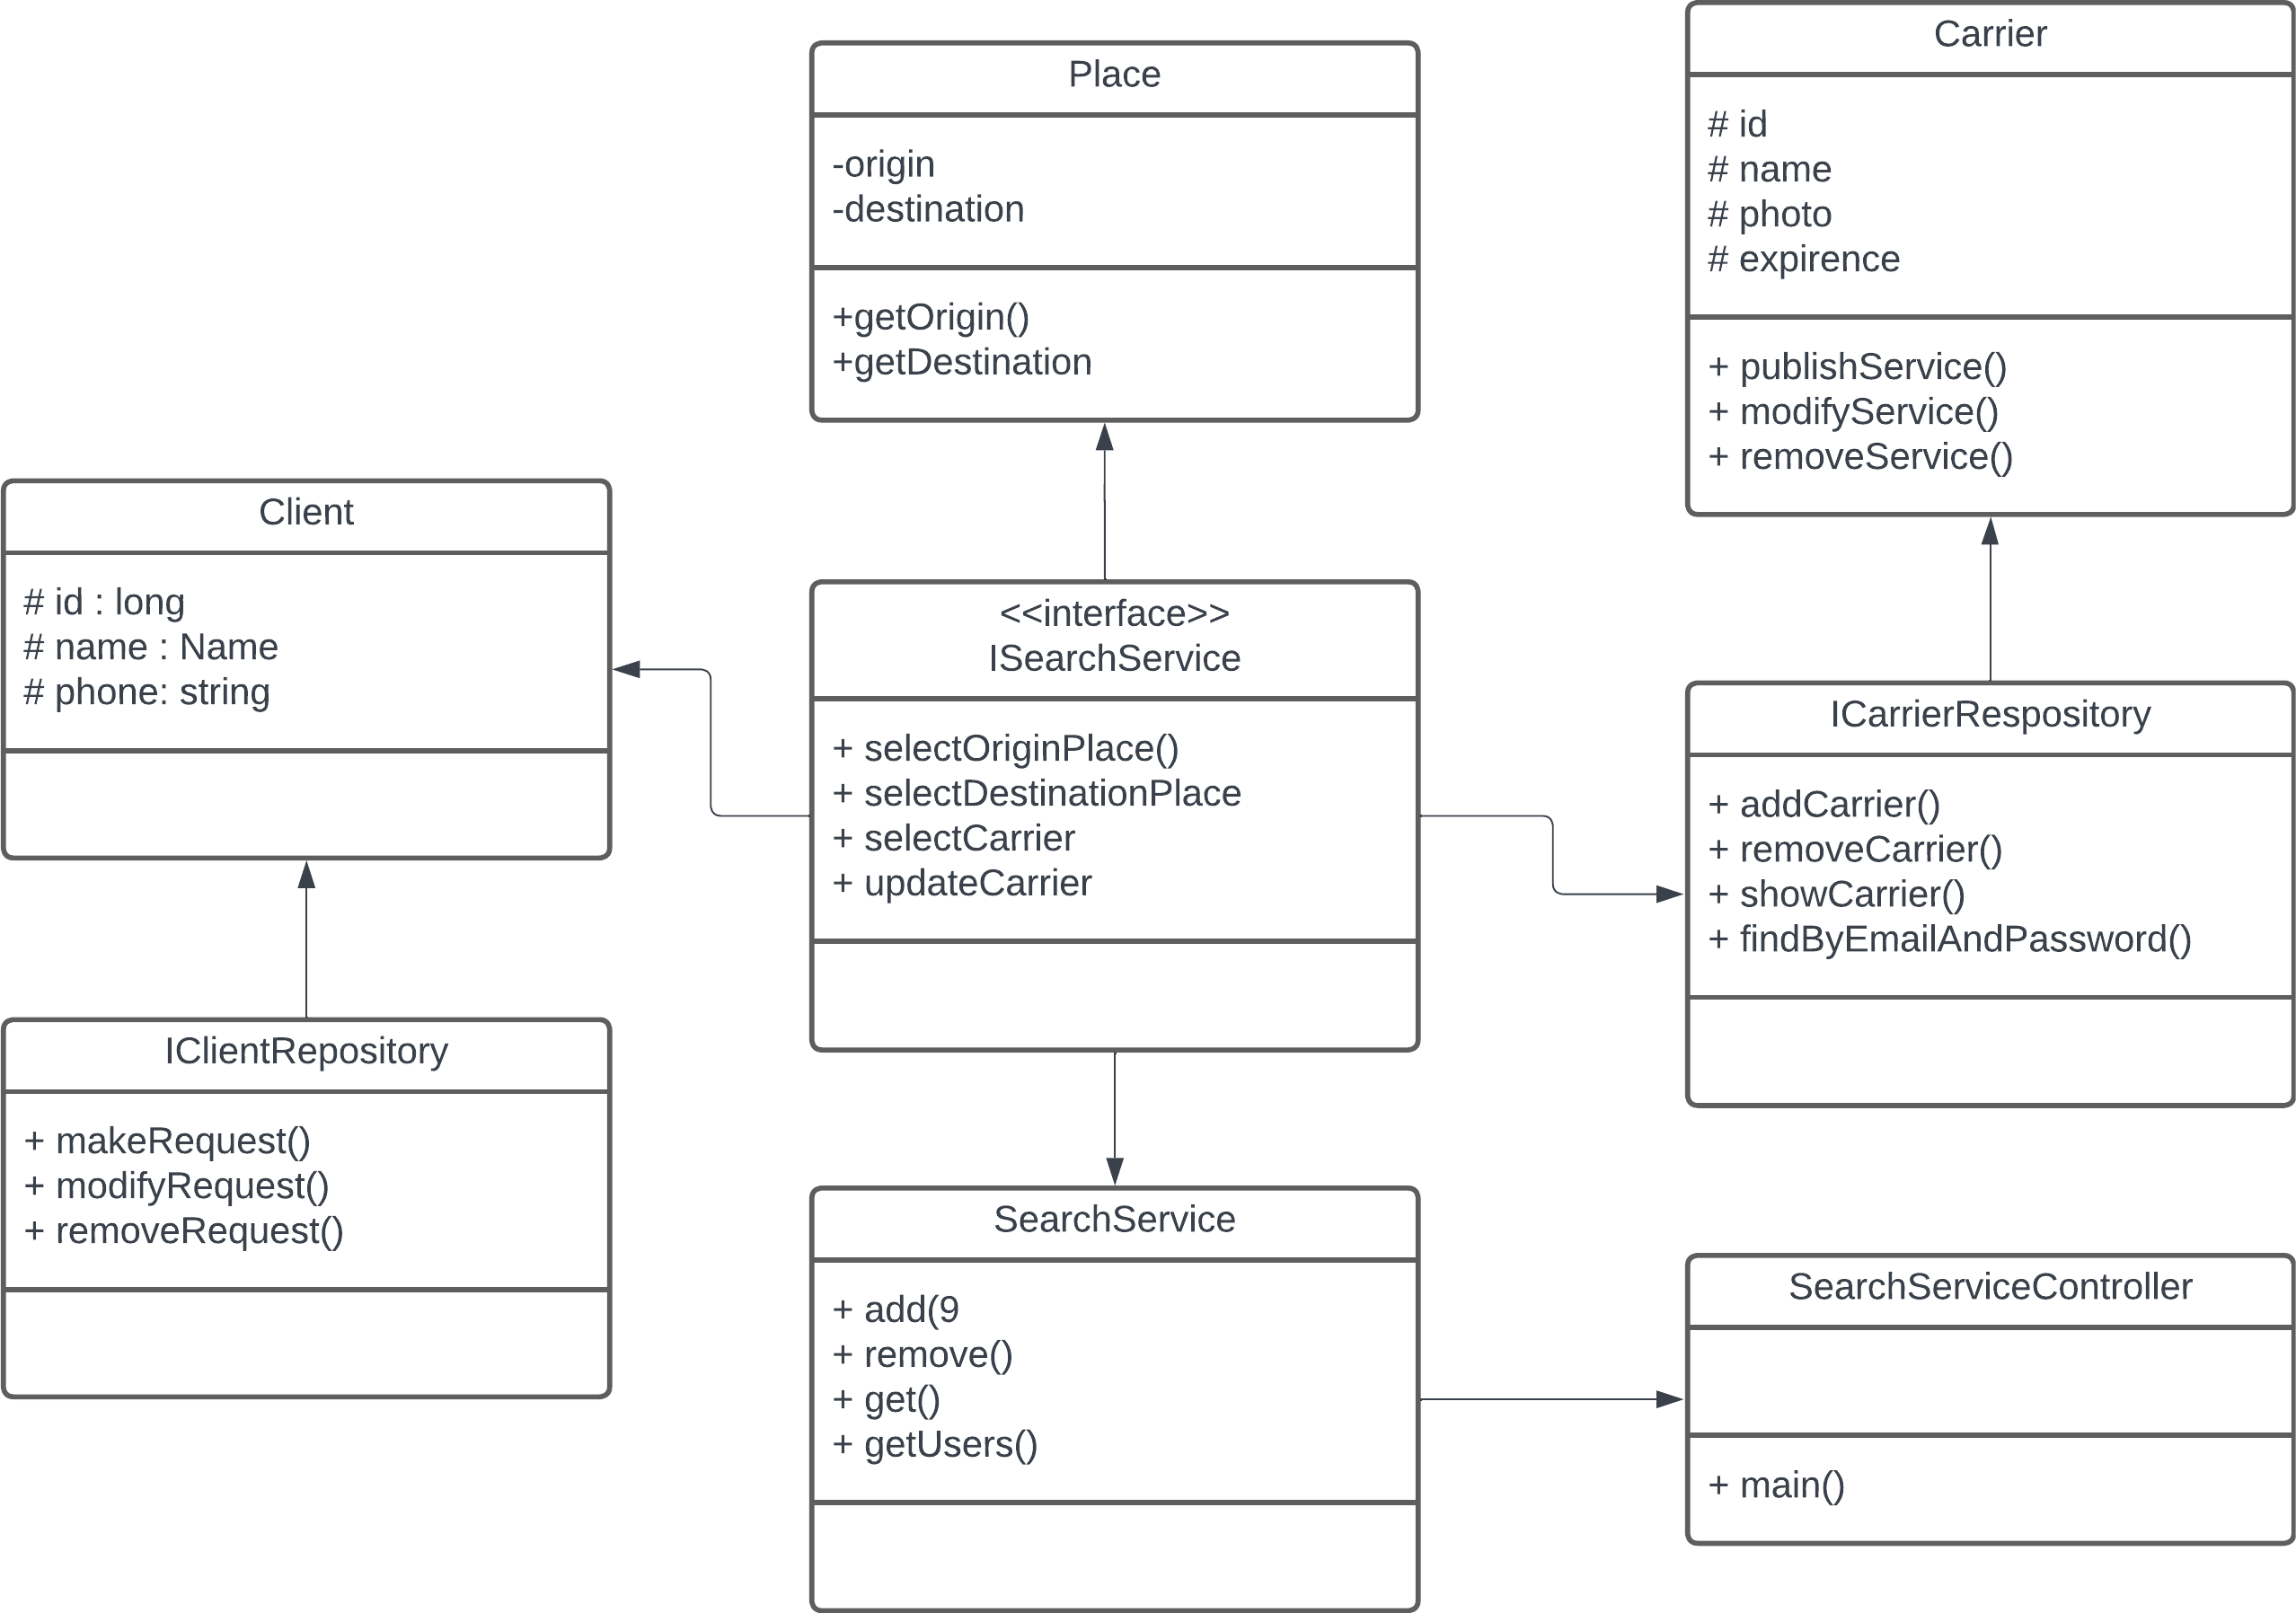 Place
-origin
-destination
+getOrigin()
+getDestination
Carrier
# id
# name
# photo
# expirence
+ publishService()
+ modifyService()
+ removeService()
Client
# id : long
# name : Name
# phone: string
<<interface>>
ISearchService
+ selectOriginPlace()
+ selectDestinationPlace
+ selectCarrier
+ updateCarrier
ICarrierRespository
+ addCarrier()
+ removeCarrier()
+ showCarrier()
+ findByEmailAndPassword()
IClientRepository
+ makeRequest()
+ modifyRequest()
+ removeRequest()
SearchService
+ add(9
+ remove()
+ get()
+ getUsers()
SearchServiceController
+ main()